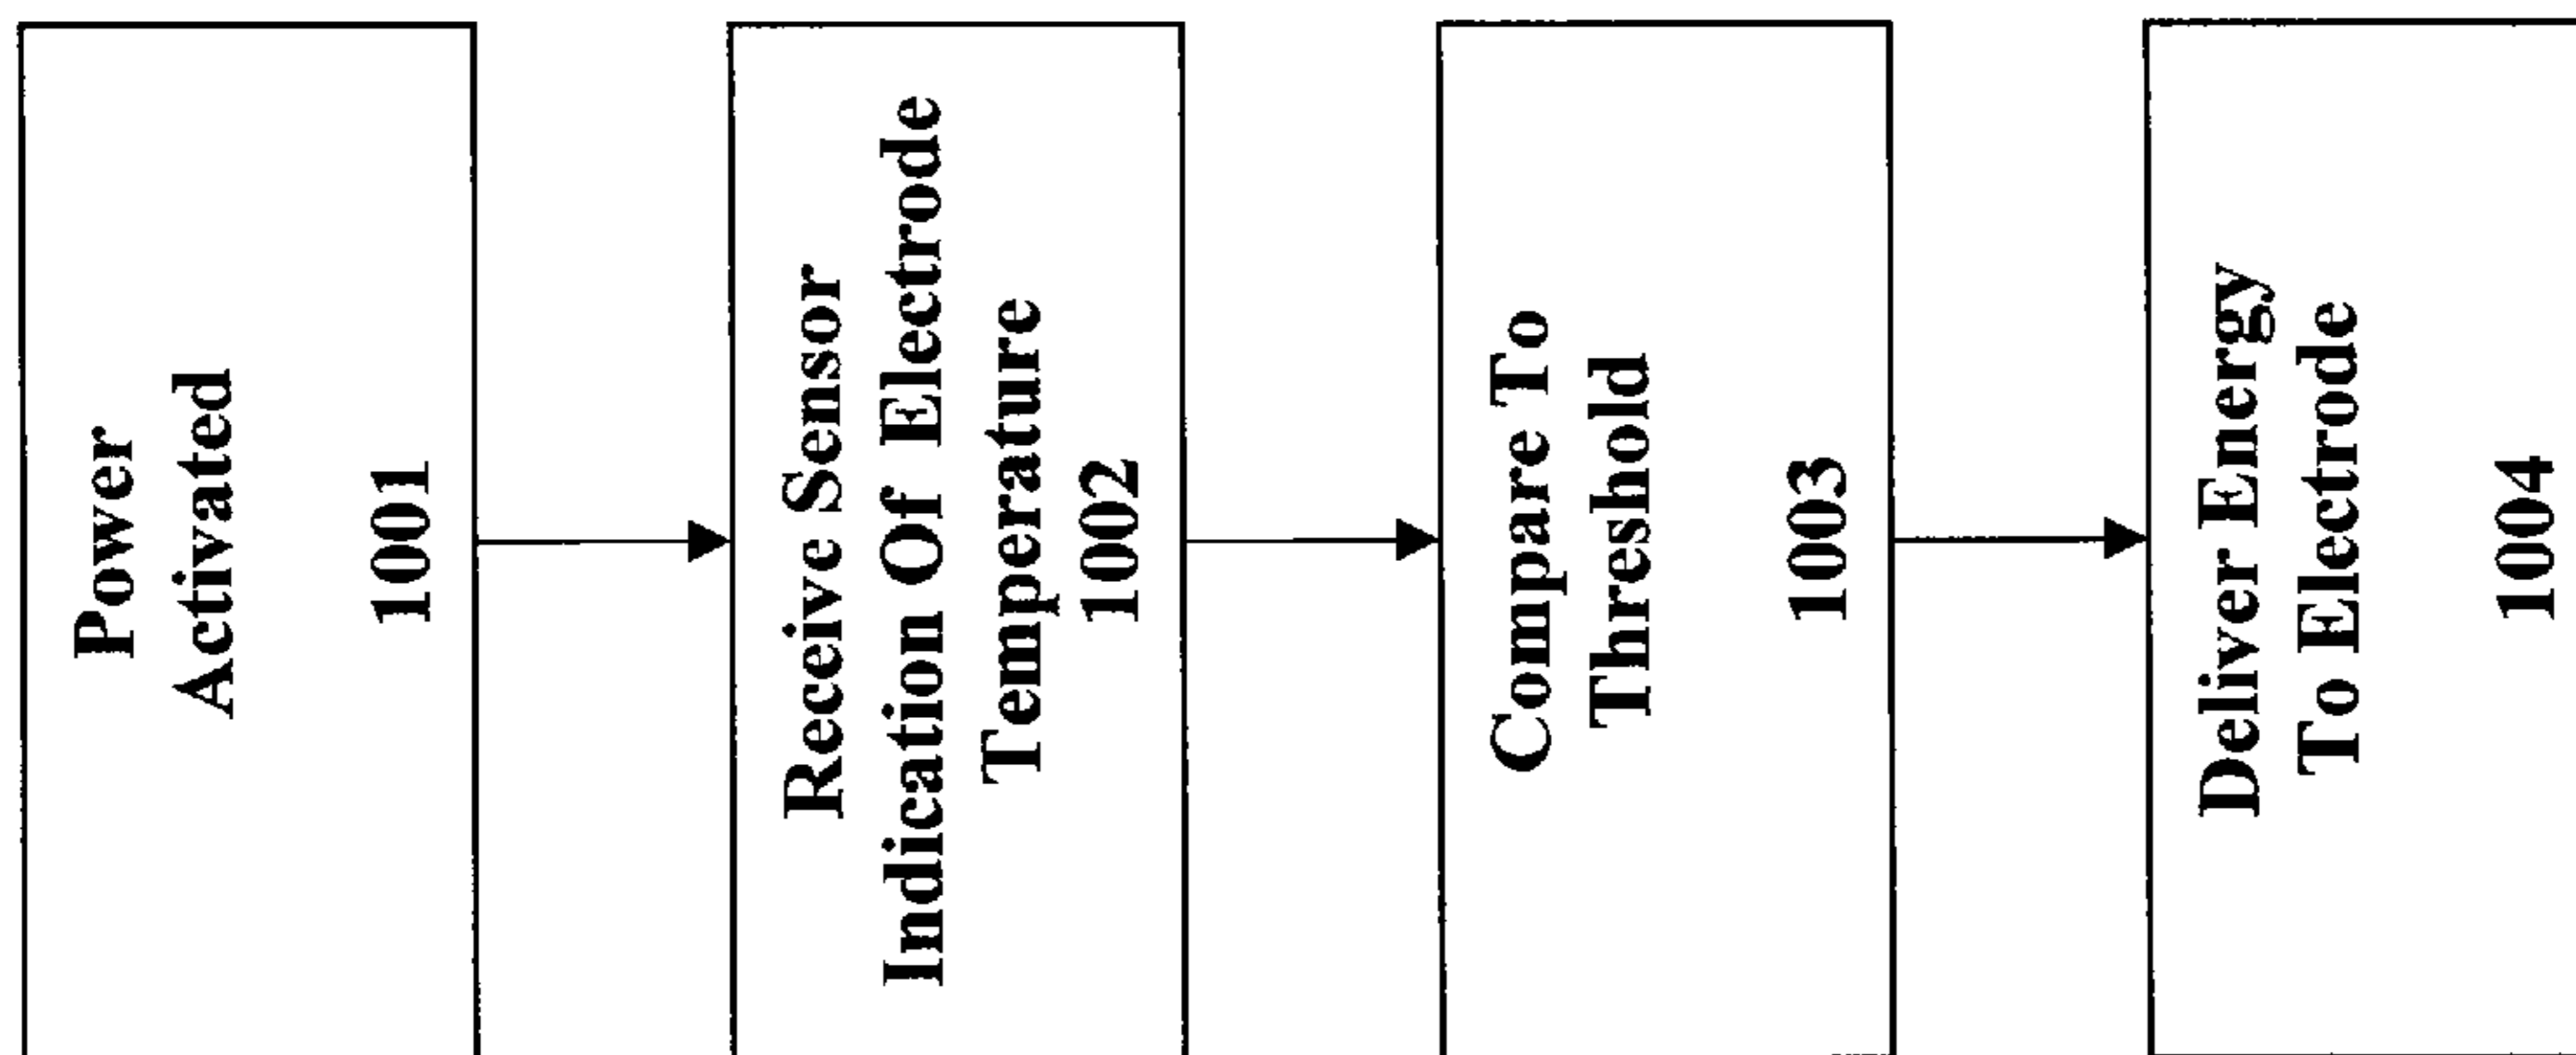 Power
Activated
1001
Receive Sensor
Indication Of Electrode
Temperature
1002
Compare To
Threshold
1003
Deliver Energy
To Electrode
1004